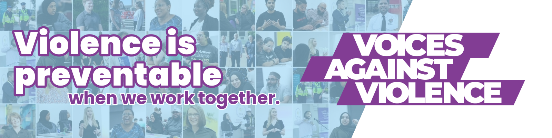 Violence is
preventable
when we work together.
VOICES
AGAINST
VIOLENCE